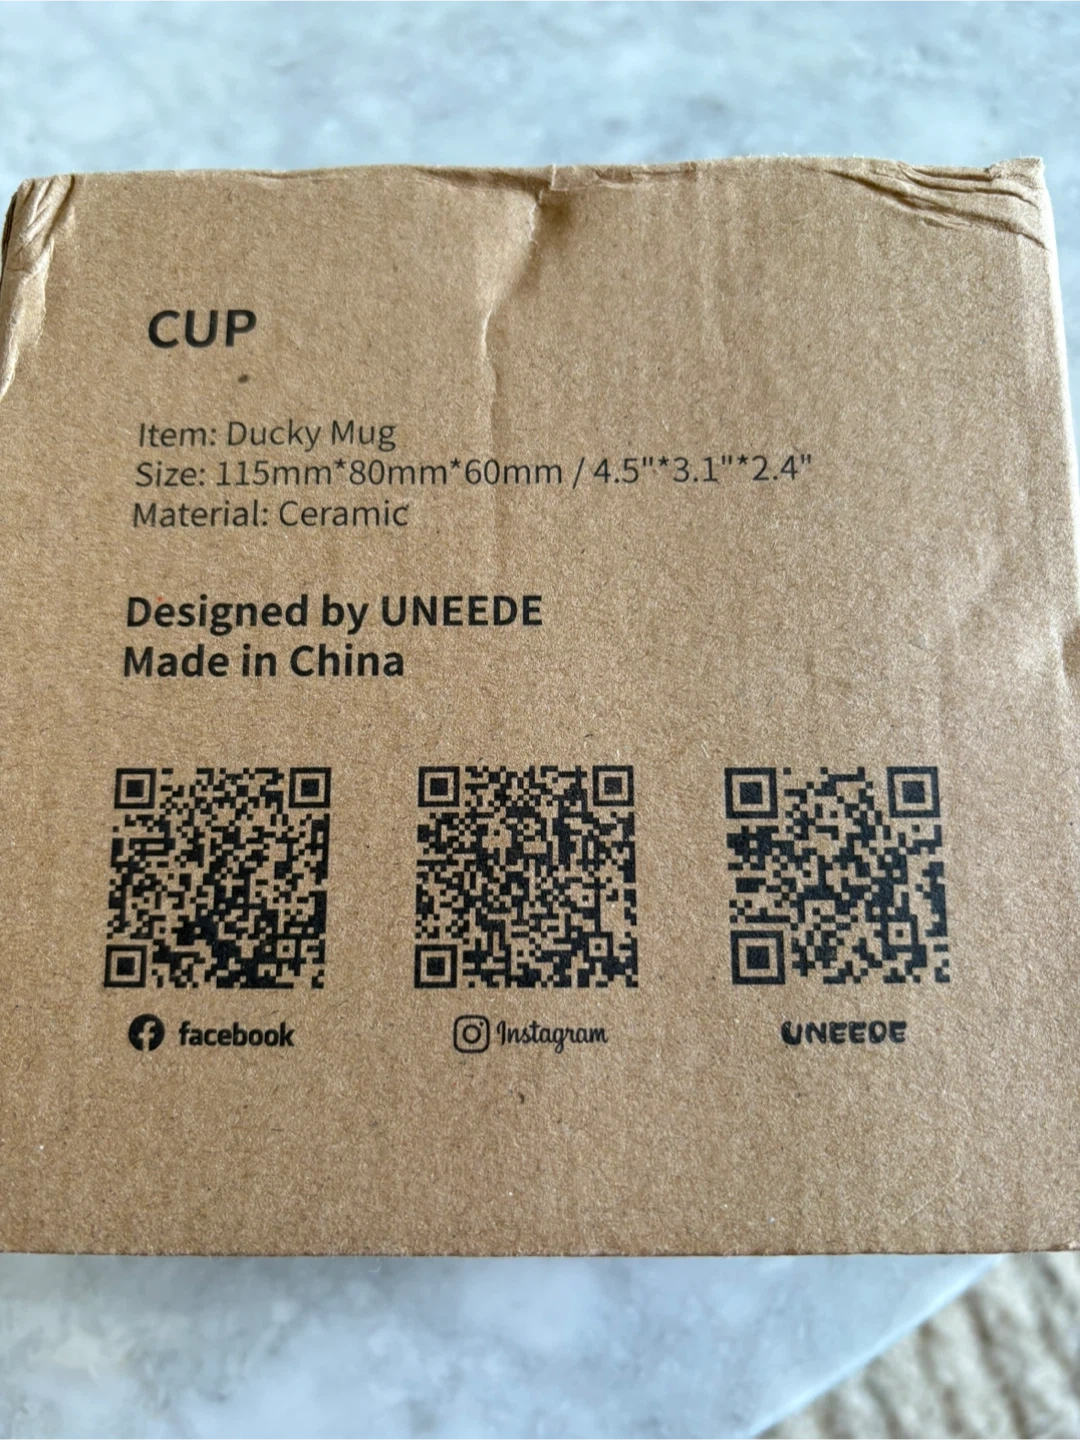 CUP
Item: Ducky Mug
Size: 115mm*80mm*60mm / 4.5"*3.1"*2.4"
Material: Ceramic
Designed by UNEEDE
Made in China
facebook
Instagram
UNEEDE